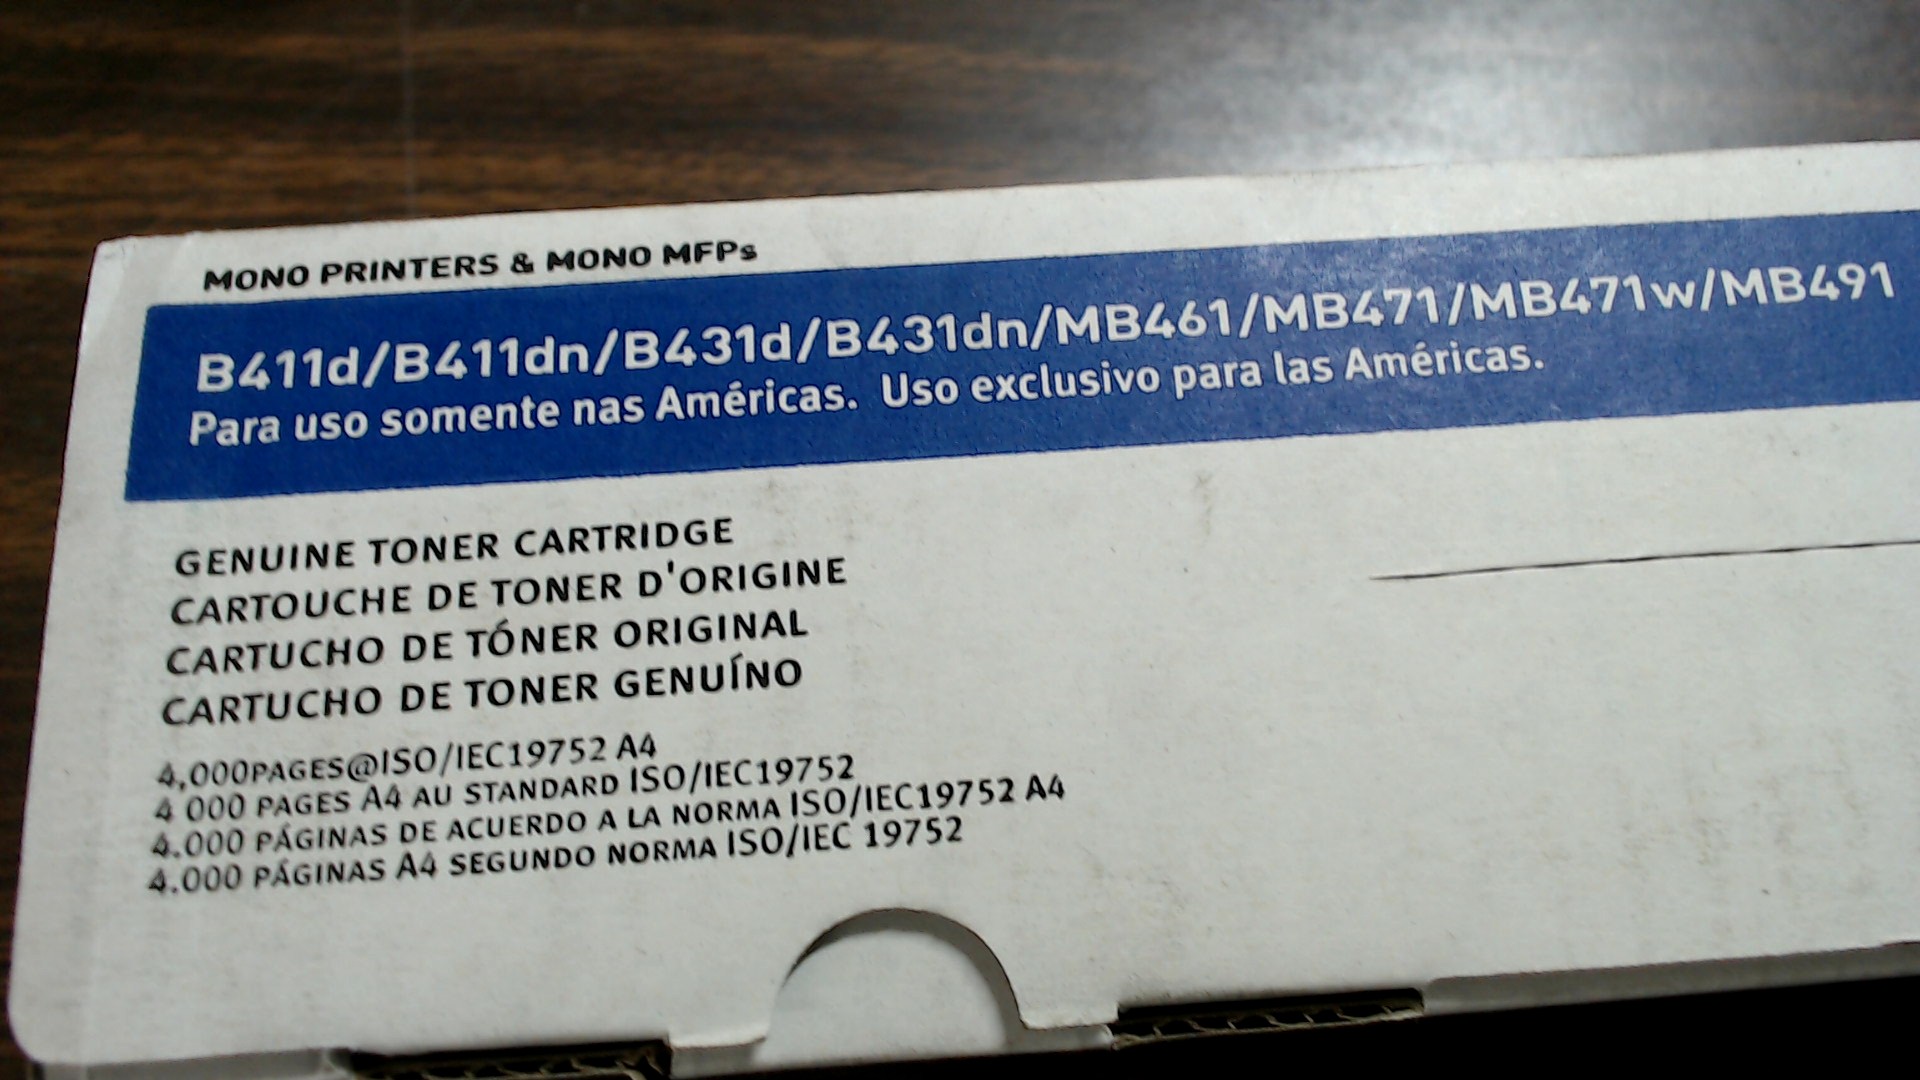 MONO PRINTERS & MONO MFPs
B411d/B411dn/B431d/B431dn/MB461/MB471/MB471w/MB491
Para uso somente nas Américas. Uso exclusivo para las Américas.
GENUINE TONER CARTRIDGE
CARTOUCHE DE TONER D'ORIGINE
CARTUCHO DE TÓNER ORIGINAL
CARTUCHO DE TONER GENUÍNO
4,000PAGES@ISO/IEC19752 A4
4 000 PAGES A4 AU STANDARD ISO/IEC19752
4.000 PÁGINAS DE ACUERDO A LA NORMA ISO/IEC19752 A4
4.000 PÁGINAS A4 SEGUNDO NORMA ISO/IEC 19752